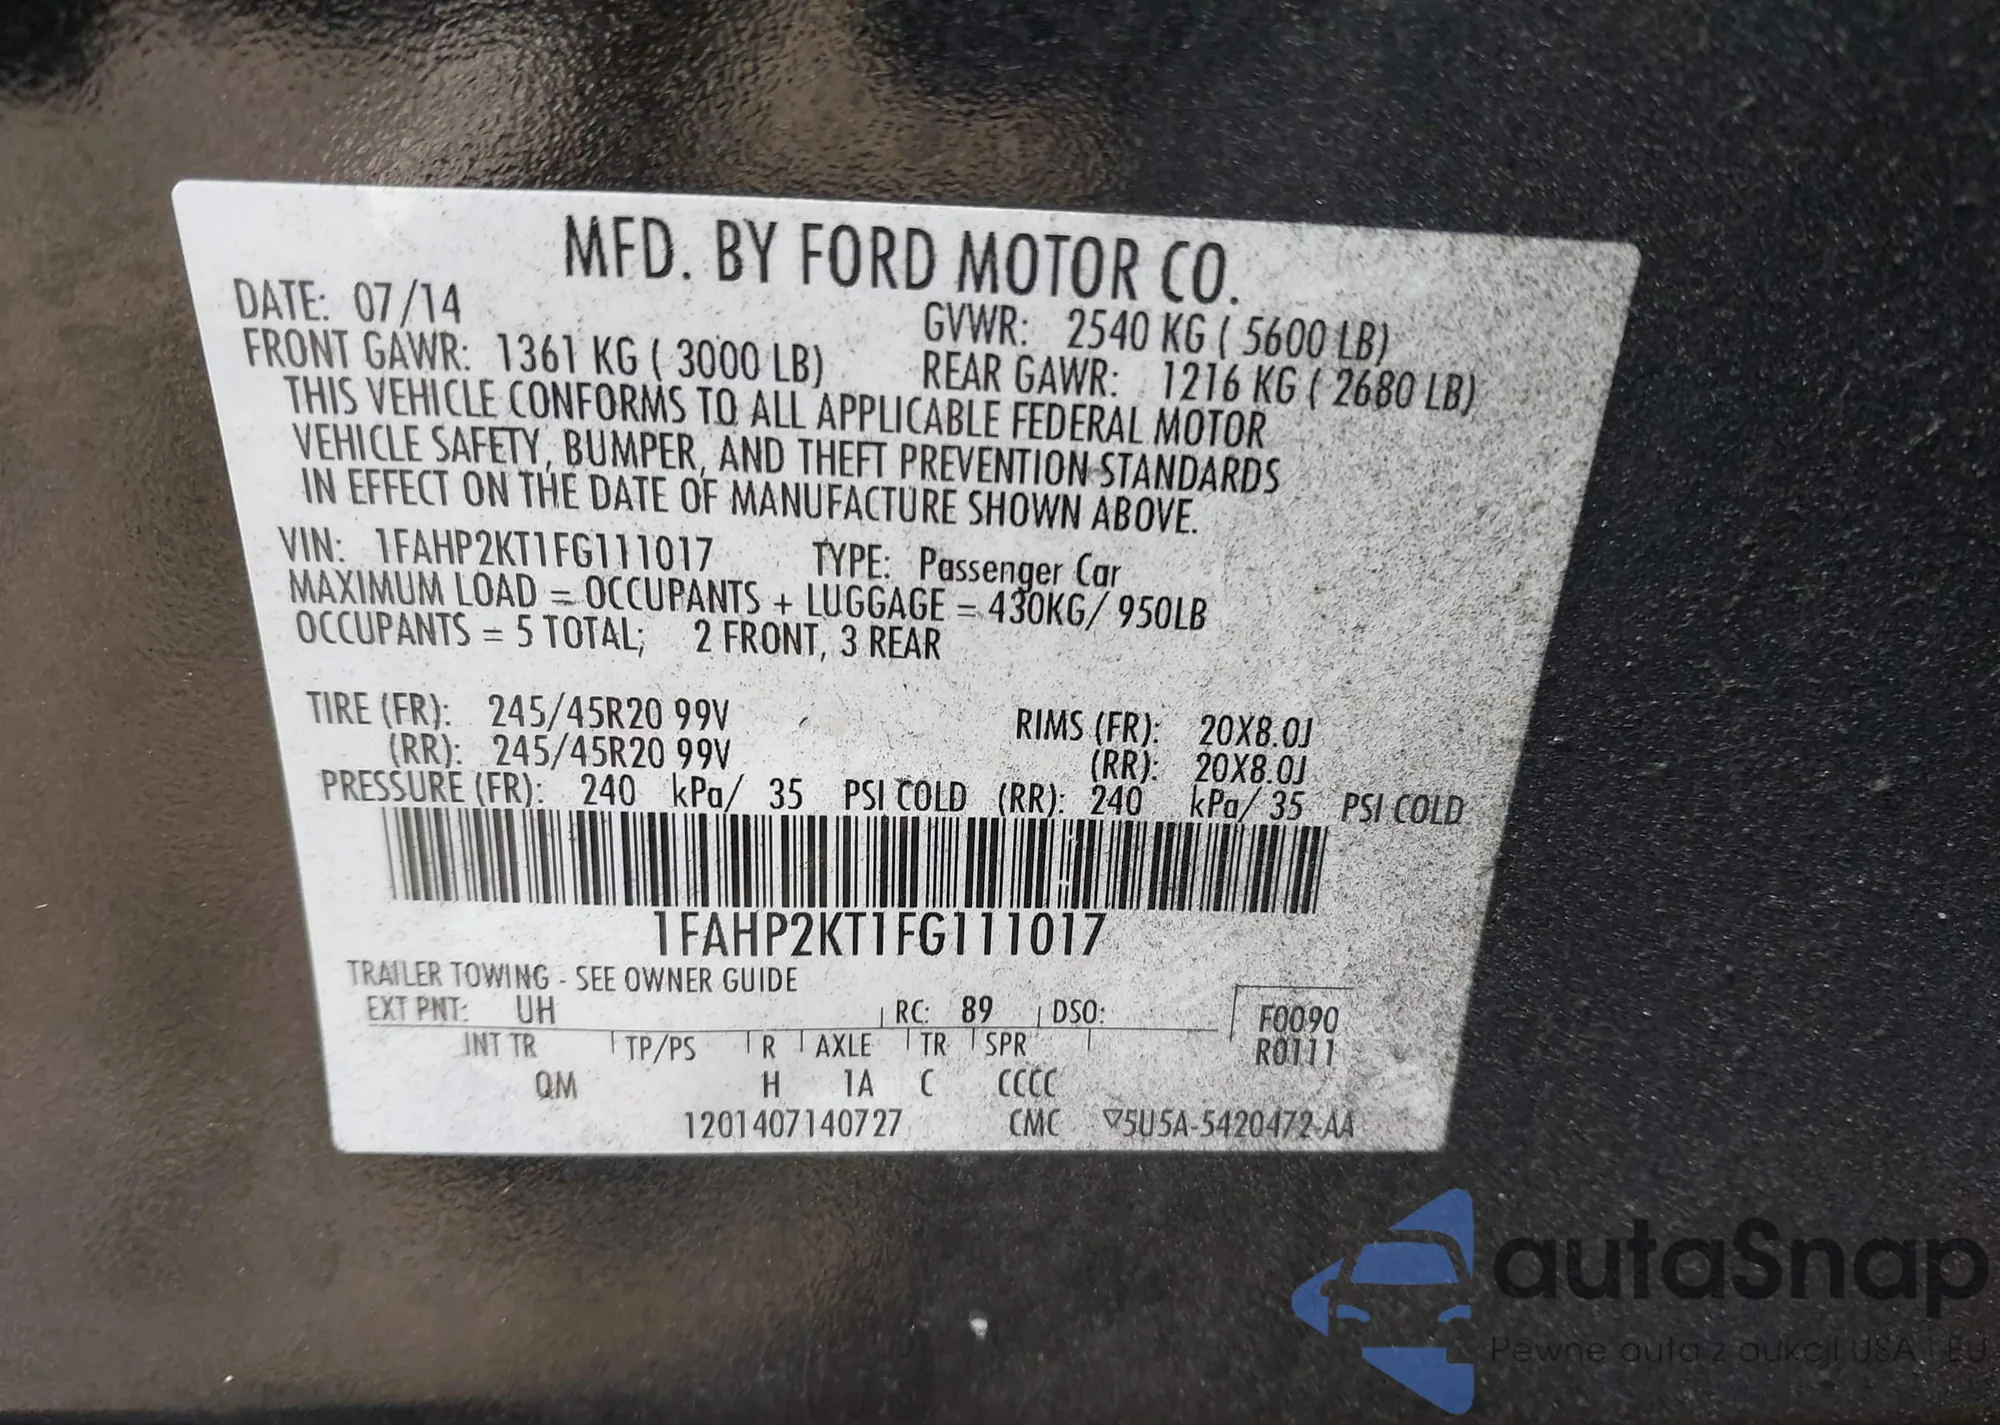 MFD. BY FORD MOTOR CO.
DATE: 07/14
GVWR: 2540 KG ( 5600 LB)
FRONT GAWR: 1361 KG ( 3000 LB)
REAR GAWR: 1216 KG ( 2680 LB)
THIS VEHICLE CONFORMS TO ALL APPLICABLE FEDERAL MOTOR
VEHICLE SAFETY, BUMPER, AND THEFT PREVENTION STANDARDS
IN EFFECT ON THE DATE OF MANUFACTURE SHOWN ABOVE.
VIN: 1FAHP2KT1FG111017 TYPE: Passenger Car
MAXIMUM LOAD = OCCUPANTS + LUGGAGE = 430KG/ 950LB
OCCUPANTS = 5 TOTAL; 2 FRONT, 3 REAR
TIRE (FR): 245/45R20 99V RIMS (FR): 20X8.0J
(RR): 245/45R20 99V (RR): 20X8.0J
PRESSURE (FR): 240 kPa/ 35 PSI COLD (RR): 240 kPa/ 35 PSI COLD
1FAHP2KT1FG111017
TRAILER TOWING - SEE OWNER GUIDE
EXT PNT: UH RC: 89 DSO: F0090
INT TR TP/PS R AXLE TR SPR R0111
QM H 1A C CCCC
1201407140727 CMC ▽5U5A-5420472-AA
autaSnap
Pewne auta z aukcji USA i EU